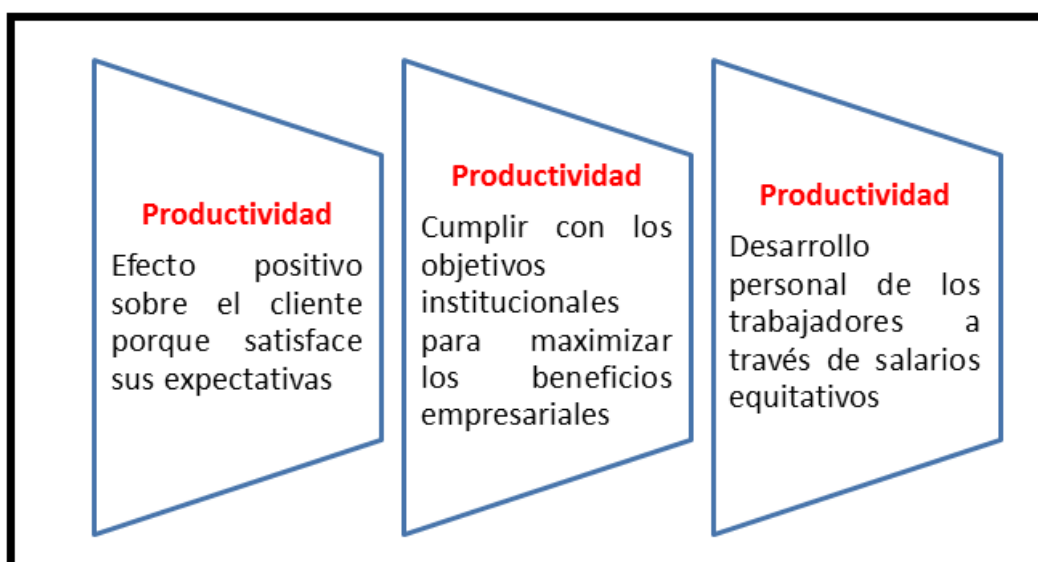 Productividad
Efecto positivo
sobre el cliente
porque satisface
sus expectativas
Productividad
Cumplir con los
objetivos
institucionales
para maximizar
los beneficios
empresariales
Productividad
Desarrollo
personal de los
trabajadores a
través de salarios
equitativos